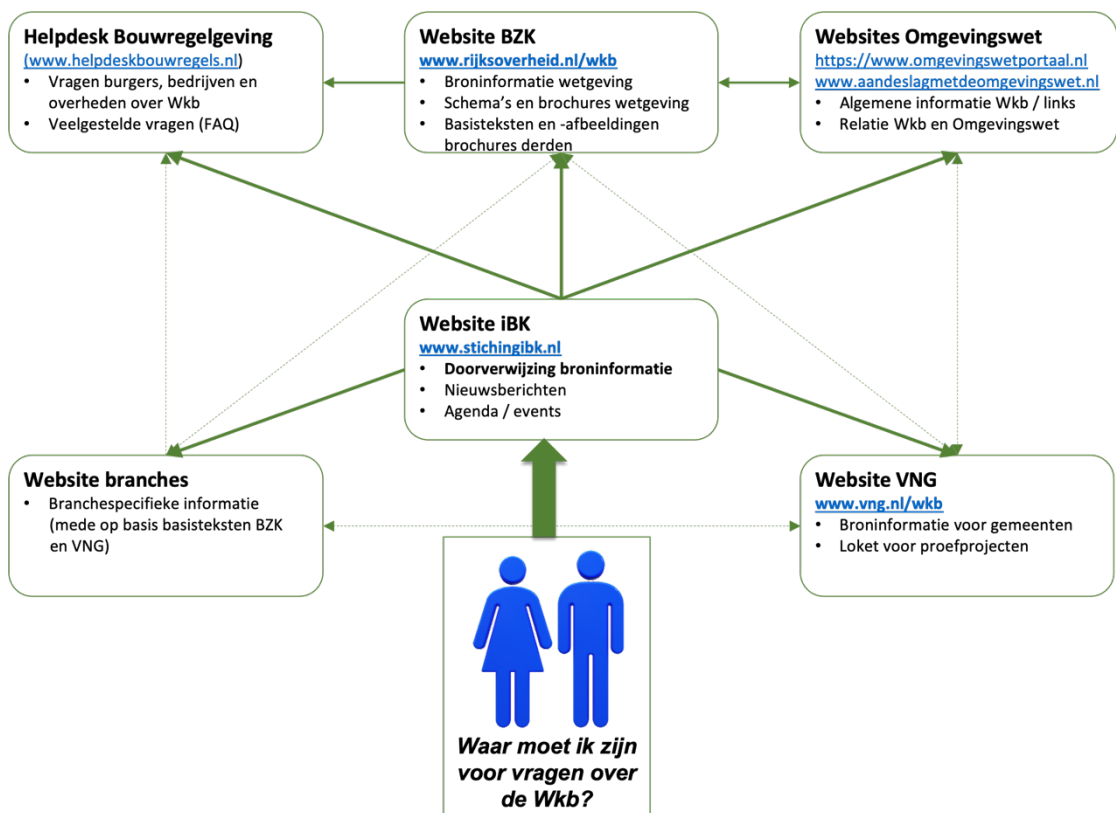 Helpdesk Bouwregelgeving
(www.helpdeskbouwregels.nl)
• Vragen burgers, bedrijven en
overheden over Wkb
• Veelgestelde vragen (FAQ)
Website BZK
www.rijksoverheid.nl/wkb
• Broninformatie wetgeving
• Schema's en brochures wetgeving
• Basisteksten en -afbeeldingen
brochures derden
Websites Omgevingswet
https://www.omgevingswetportaal.nl
www.aandeslagmetdeomgevingswet.nl
• Algemene informatie Wkb / links
• Relatie Wkb en Omgevingswet
Website iBK
www.stichingibk.nl
• Doorverwijzing broninformatie
• Nieuwsberichten
• Agenda / events
Website branches
• Branchespecifieke informatie
(mede op basis basisteksten BZK
en VNG)
Website VNG
www.vng.nl/wkb
• Broninformatie voor gemeenten
• Loket voor proefprojecten
Waar moet ik zijn
voor vragen over
de Wkb?